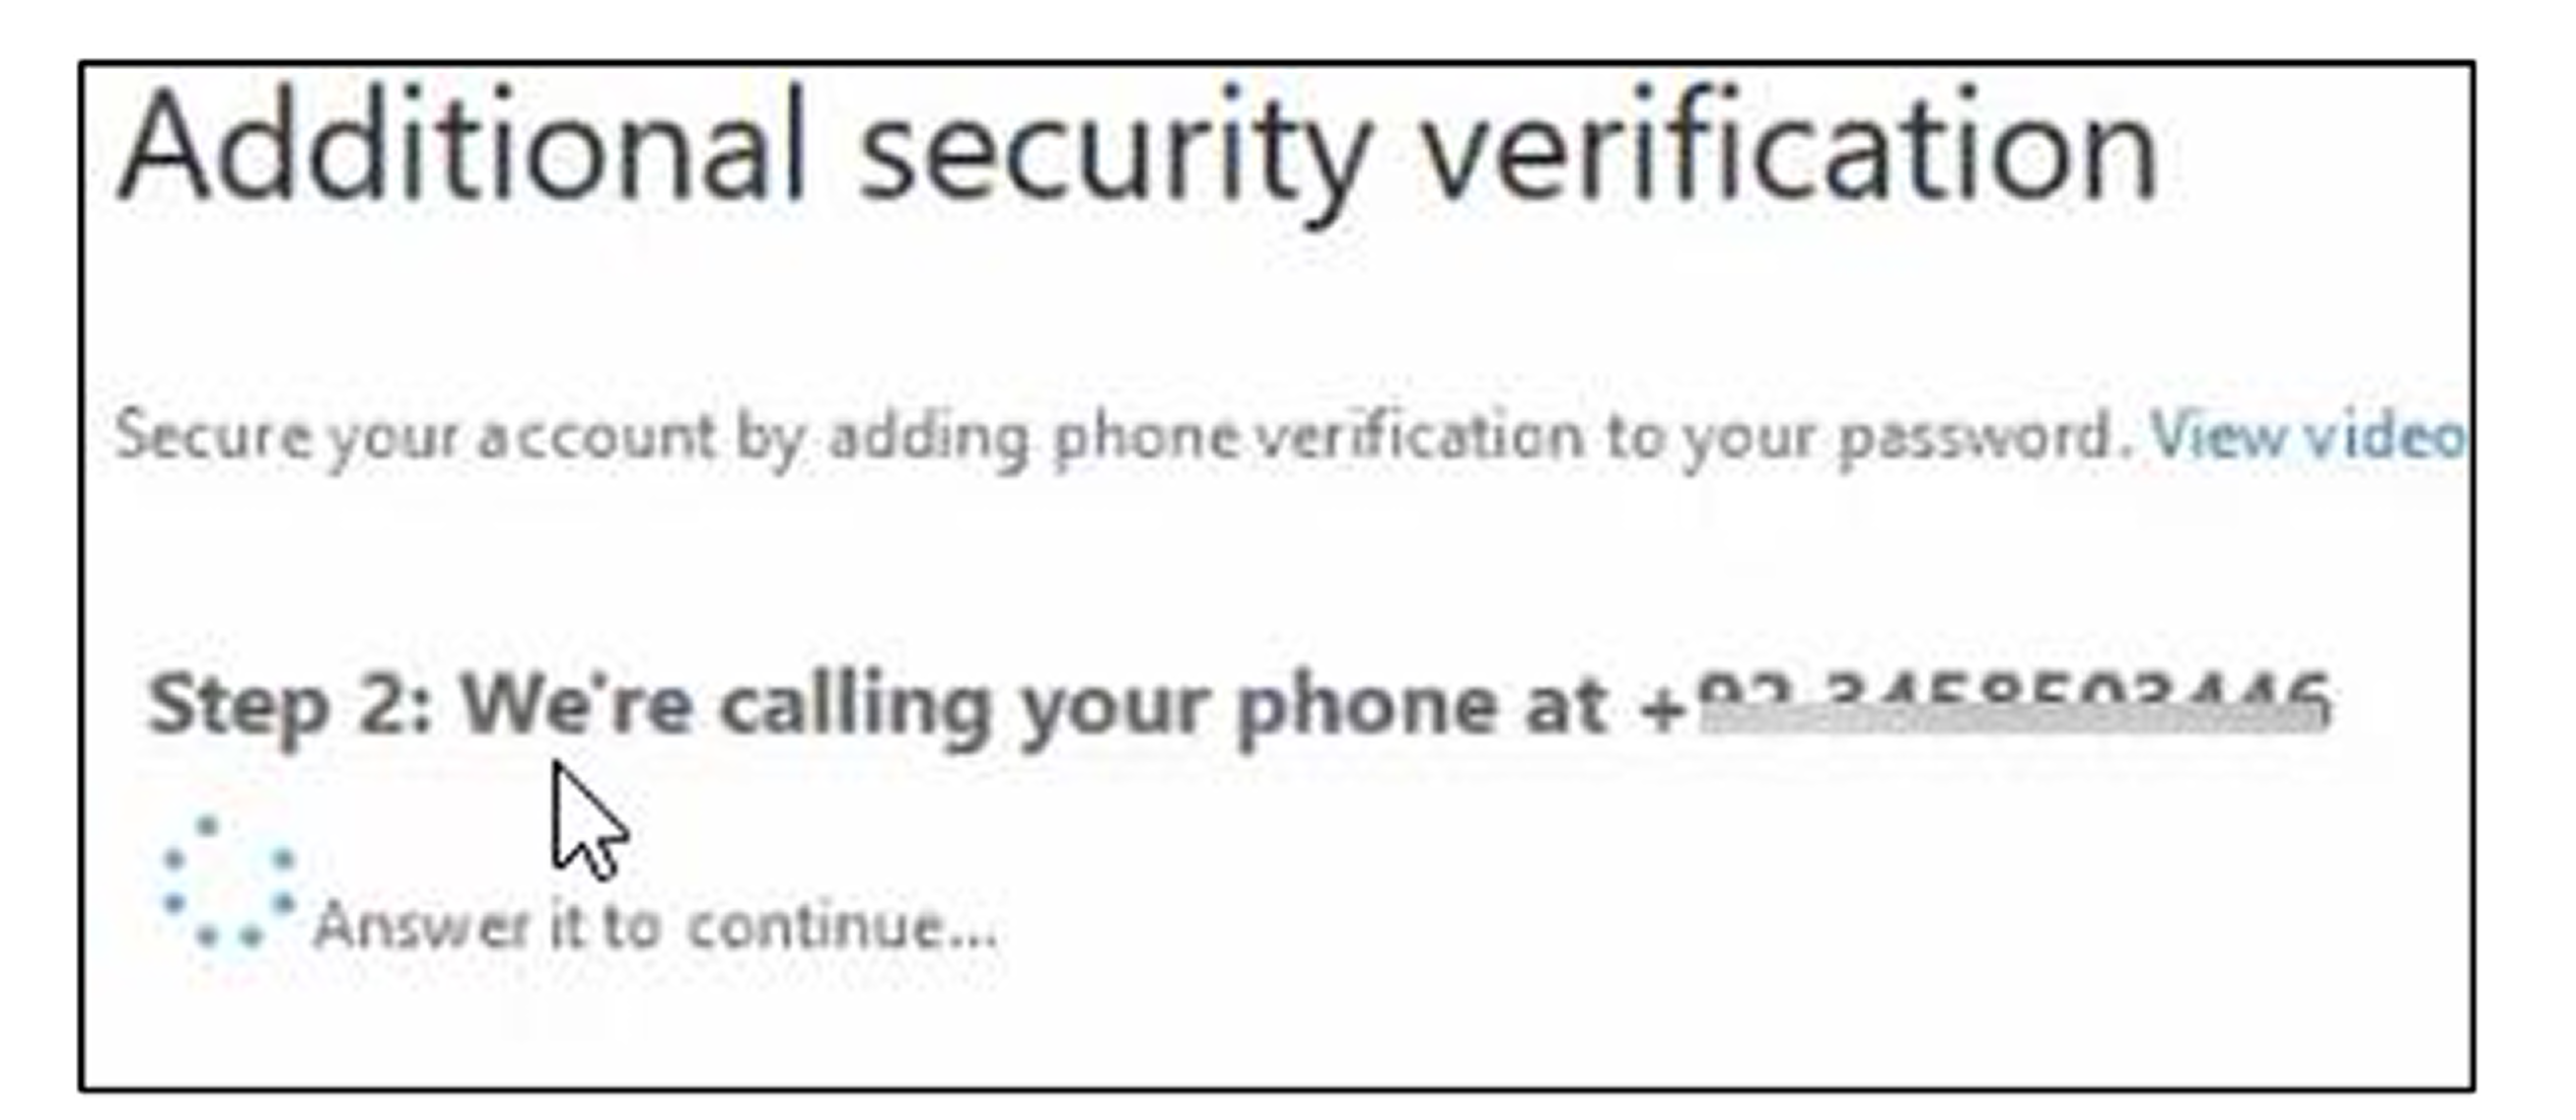 Additional security verification
Secure your account by adding phone verification to your password. View video
Step 2: We're calling your phone at +
Answer it to continue...